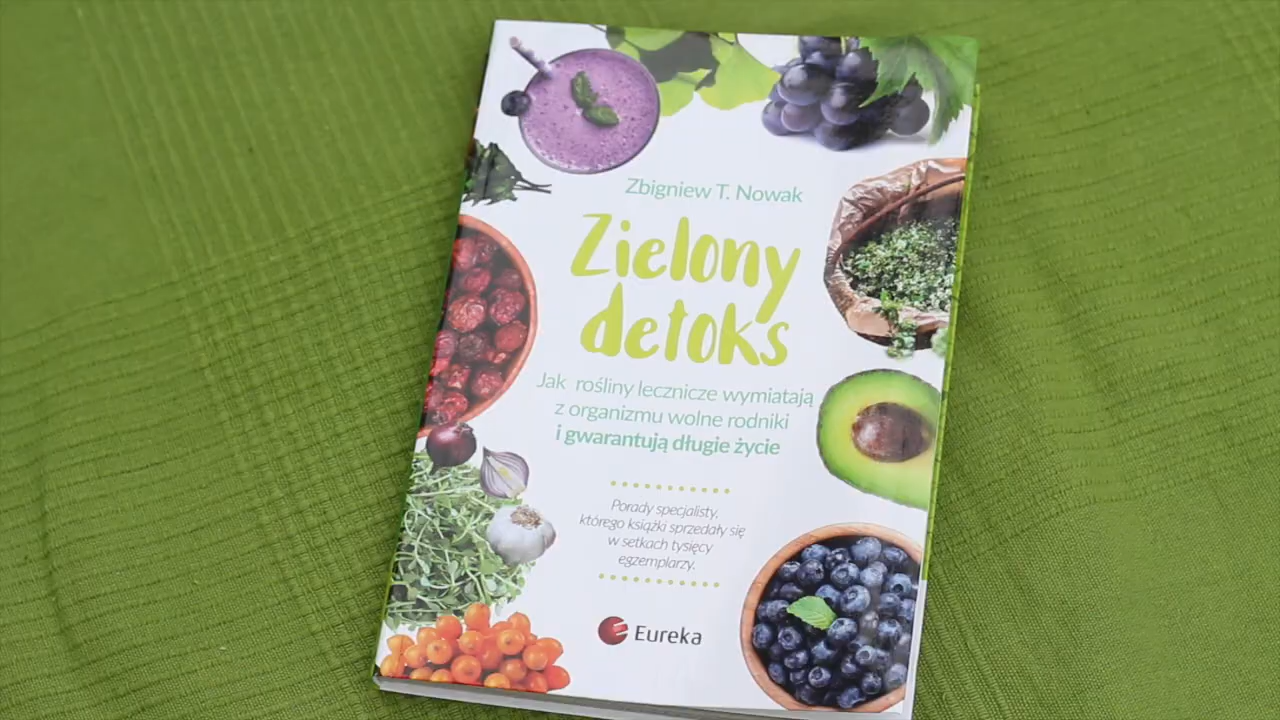 Zbigniew T. Nowak
Zielony
detoks
Jak rośliny lecznicze wymiatają
z organizmu wolne rodniki
i gwarantują długie życie
Porady specjalisty,
którego książki sprzedały się
w setkach tysięcy
egzemplarzy.
Eureka